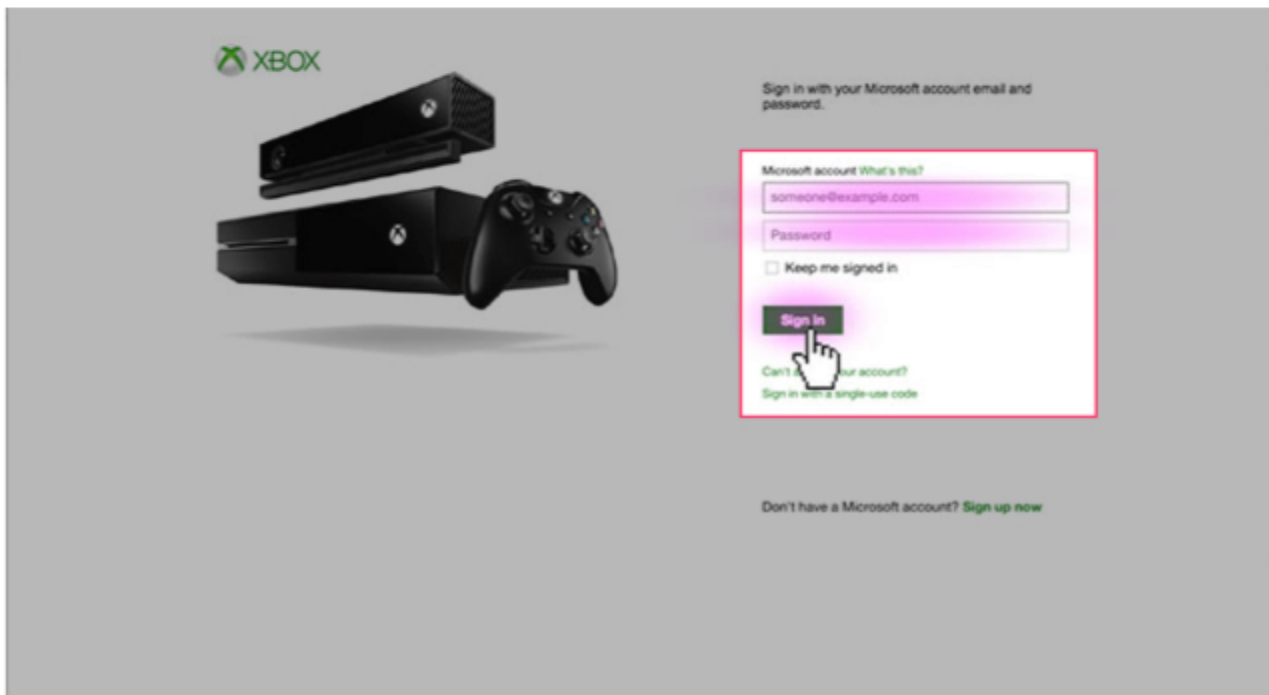 XBOX
Sign in with your Microsoft account email and
password.
Microsoft account What's this?
someone@example.com
Password
Keep me signed in
Sign in
Can't your account?
Sign in with a single-use code
Don't have a Microsoft account? Sign up now